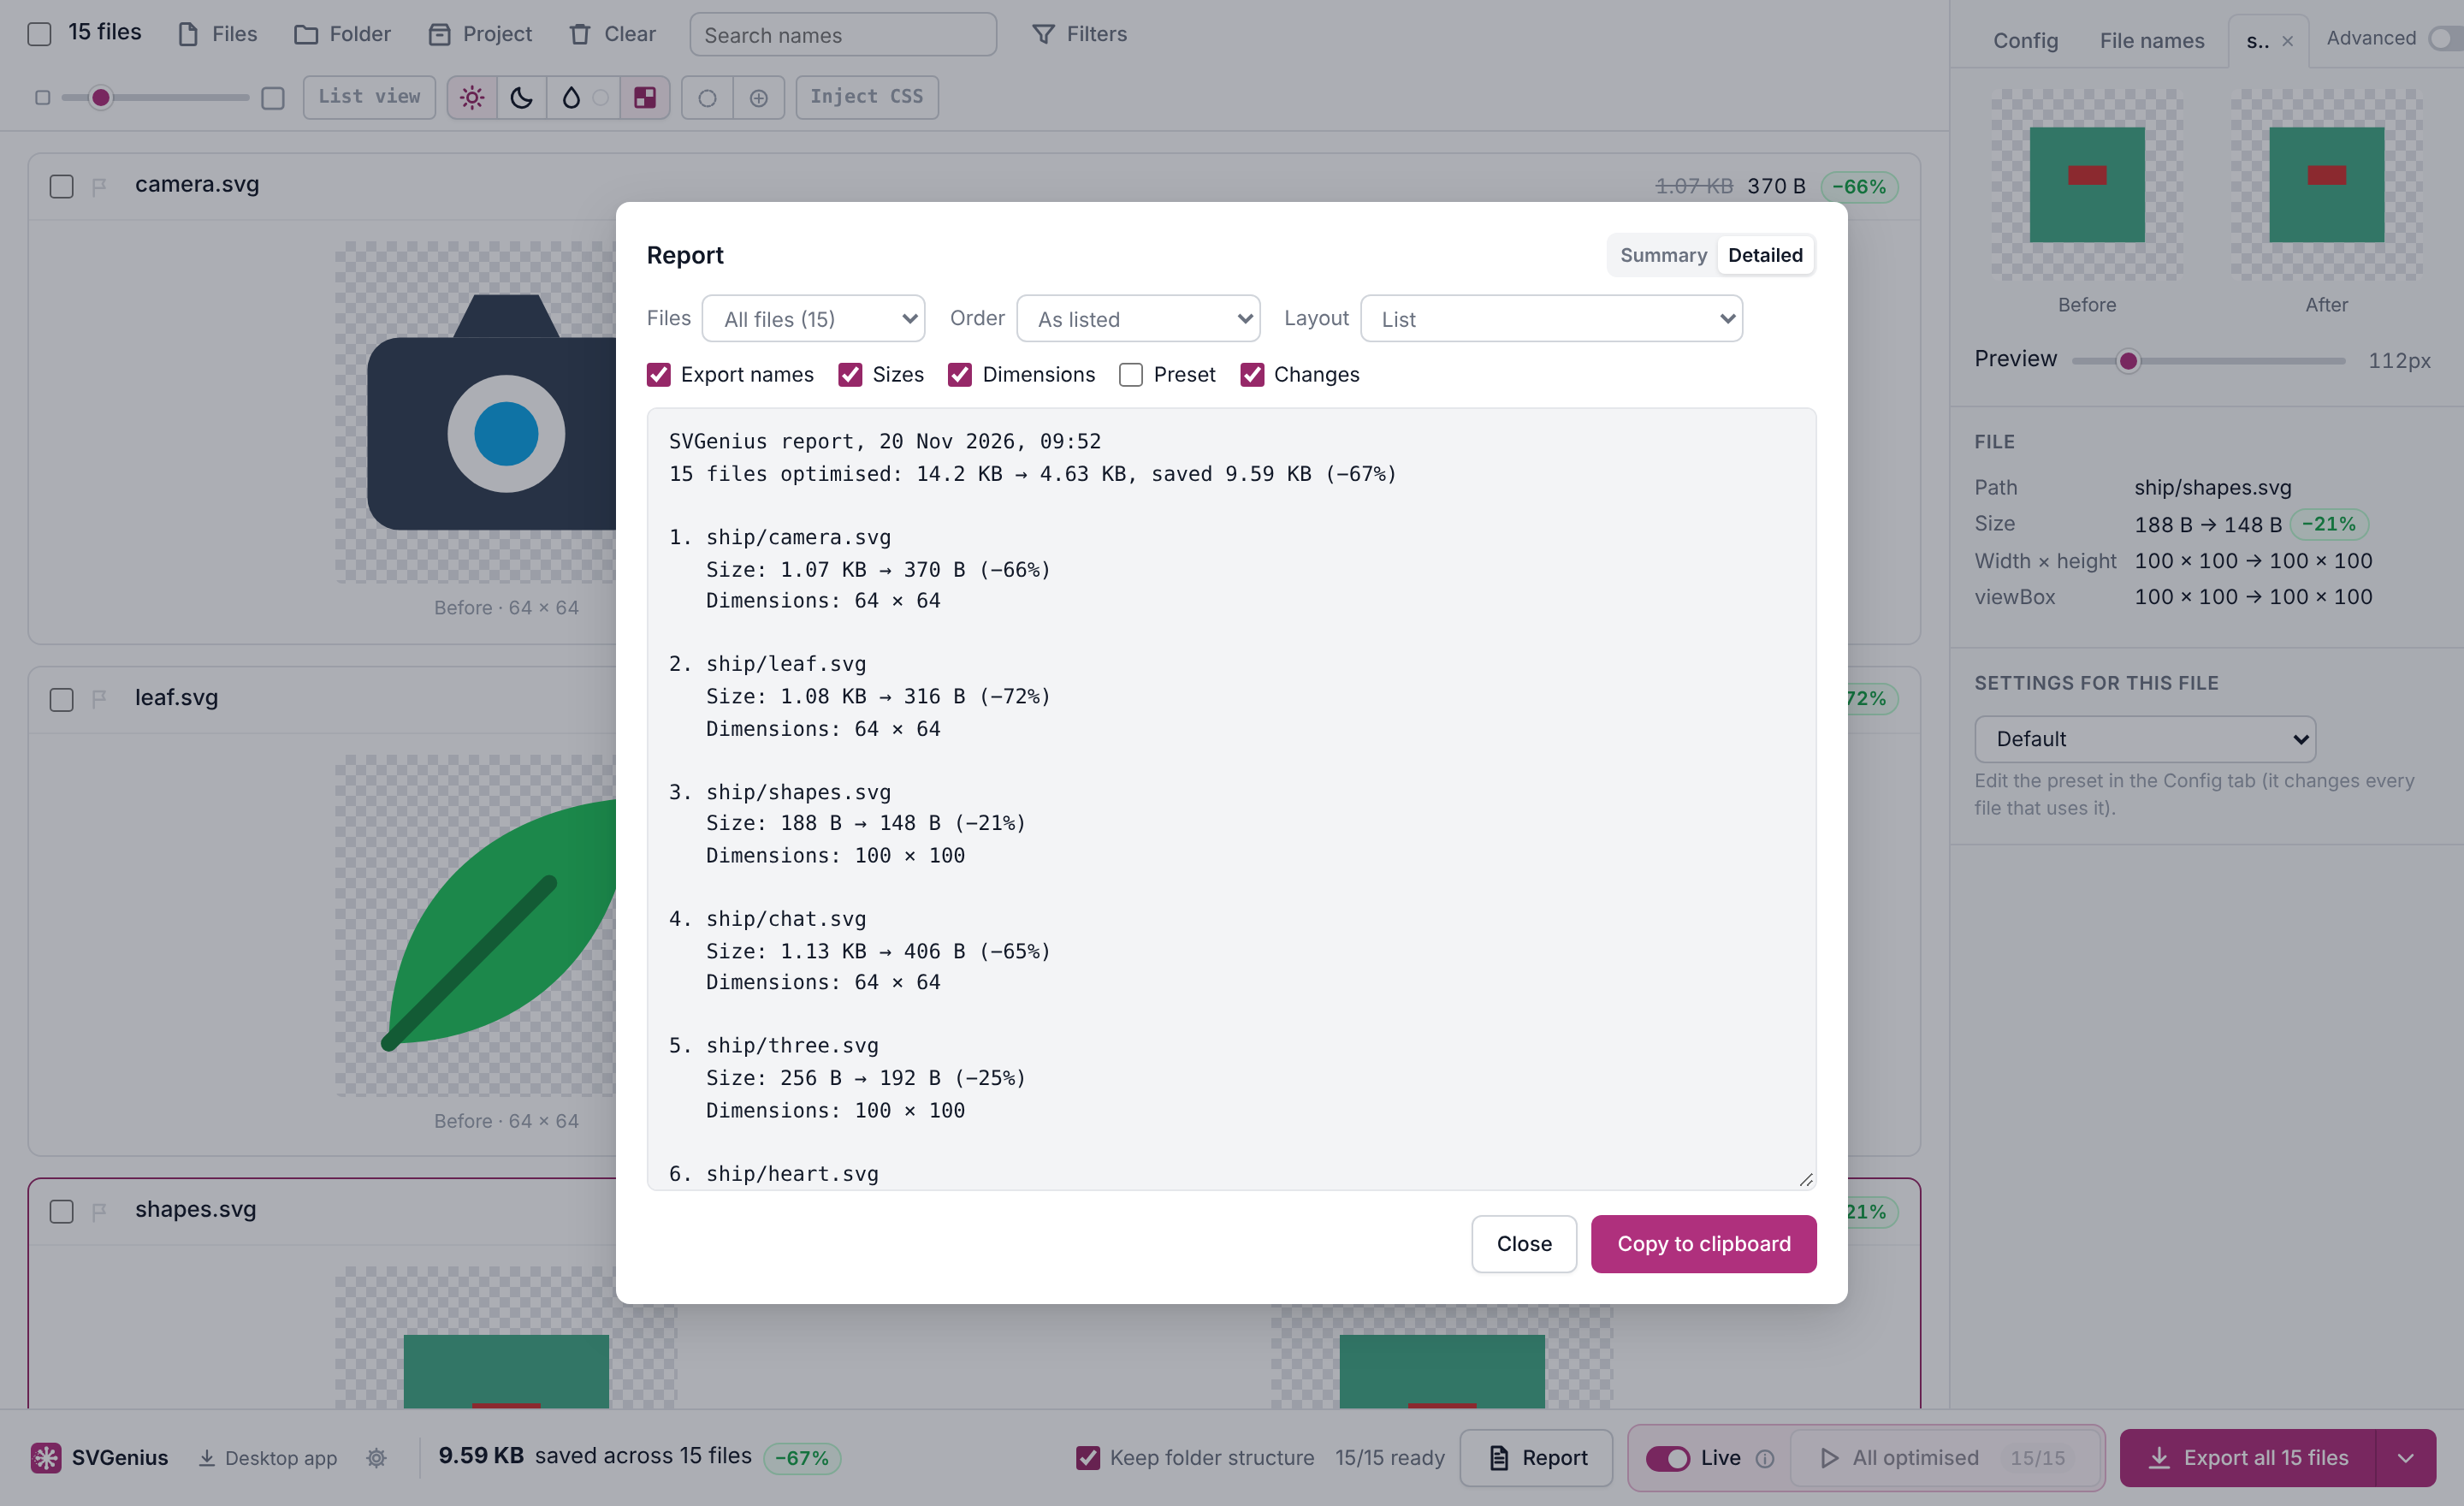 15 files Files Folder Project Clear Search names Filters
List view Inject CSS
Config File names s.. × Advanced
Before After
Preview 112px
FILE
Path ship/shapes.svg
Size 188 B → 148 B −21%
Width × height 100 × 100 → 100 × 100
viewBox 100 × 100 → 100 × 100
SETTINGS FOR THIS FILE
Default
Edit the preset in the Config tab (it changes every
file that uses it).
camera.svg 1.07 KB 370 B −66%
Before · 64 × 64
leaf.svg 72%
Before · 64 × 64
shapes.svg 21%
Report Summary Detailed
Files All files (15) Order As listed Layout List
Export names Sizes Dimensions Preset Changes
SVGenius report, 20 Nov 2026, 09:52
15 files optimised: 14.2 KB → 4.63 KB, saved 9.59 KB (−67%)
1. ship/camera.svg
Size: 1.07 KB → 370 B (−66%)
Dimensions: 64 × 64
2. ship/leaf.svg
Size: 1.08 KB → 316 B (−72%)
Dimensions: 64 × 64
3. ship/shapes.svg
Size: 188 B → 148 B (−21%)
Dimensions: 100 × 100
4. ship/chat.svg
Size: 1.13 KB → 406 B (−65%)
Dimensions: 64 × 64
5. ship/three.svg
Size: 256 B → 192 B (−25%)
Dimensions: 100 × 100
6. ship/heart.svg
Close Copy to clipboard
SVGenius Desktop app 9.59 KB saved across 15 files −67% Keep folder structure 15/15 ready Report Live All optimised 15/15 Export all 15 files